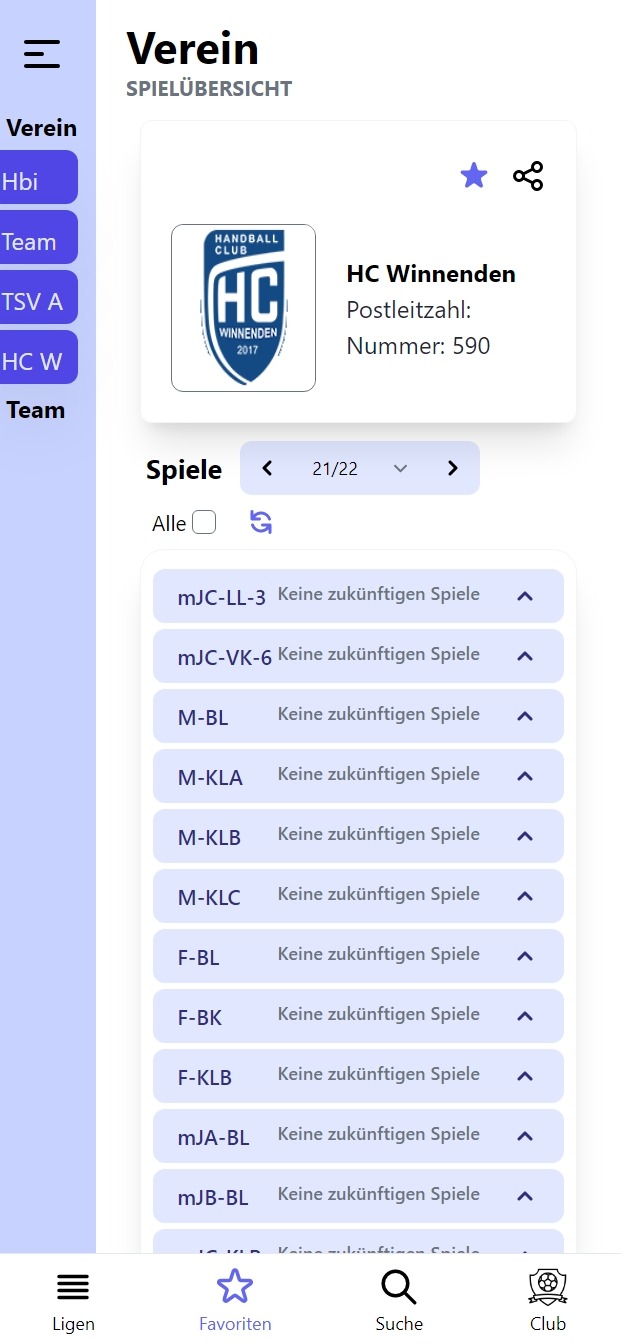 Verein
SPIELÜBERSICHT
Verein
Hbi
Team
TSV A
HC W
Team
HANDBALL
CLUB
HC
WINNENDEN
2017
HC Winnenden
Postleitzahl:
Nummer: 590
Spiele
21/22
Alle
mJC-LL-3 Keine zukünftigen Spiele
mJC-VK-6 Keine zukünftigen Spiele
M-BL Keine zukünftigen Spiele
M-KLA Keine zukünftigen Spiele
M-KLB Keine zukünftigen Spiele
M-KLC Keine zukünftigen Spiele
F-BL Keine zukünftigen Spiele
F-BK Keine zukünftigen Spiele
F-KLB Keine zukünftigen Spiele
mJA-BL Keine zukünftigen Spiele
mJB-BL Keine zukünftigen Spiele
mJC-KLB Keine zukünftigen Spiele
Ligen
Favoriten
Suche
Club